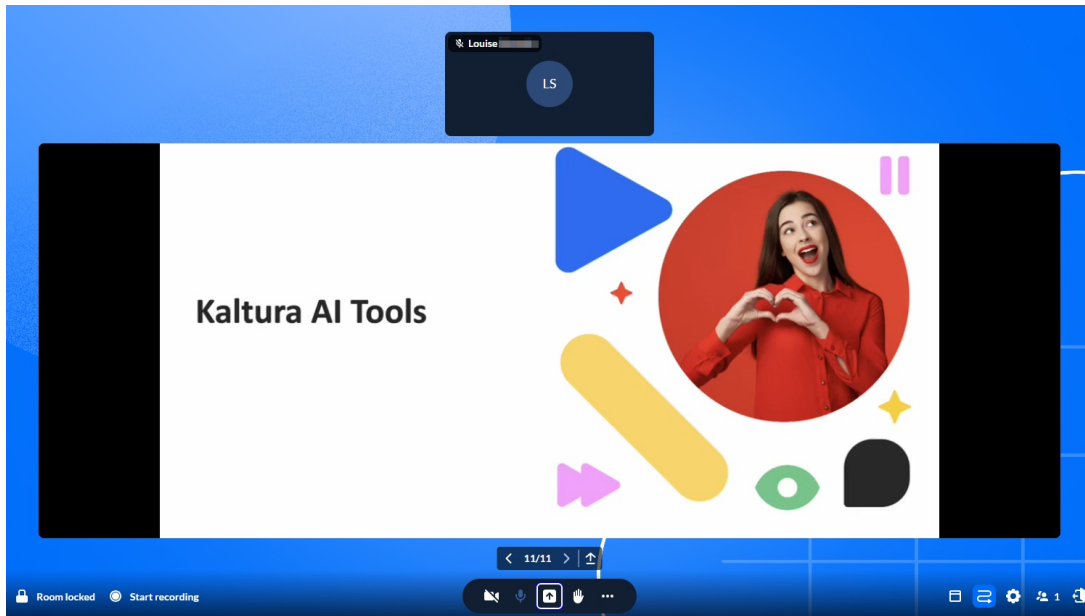 Louise
LS
Kaltura AI Tools
11/11
Room locked
Start recording
1